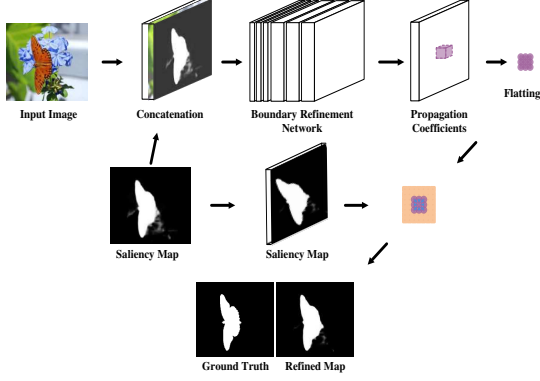 Input Image
Concatenation
Boundary Refinement
Network
Propagation
Coefficients
Flatting
Saliency Map
Saliency Map
Ground Truth
Refined Map